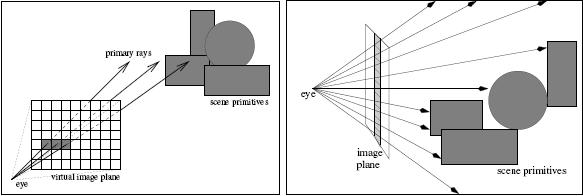 primary rays
scene primitives
virtual image plane
eye
eye
image
plane
scene primitives